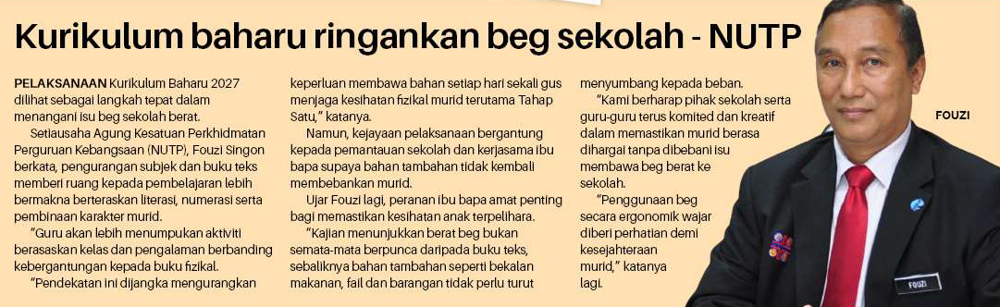 Kurikulum baharu ringankan beg sekolah - NUTP
PELAKSANAAN Kurikulum Baharu 2027
dilihat sebagai langkah tepat dalam
menangani isu beg sekolah berat.
Setiausaha Agung Kesatuan Perkhidmatan
Perguruan Kebangsaan (NUTP), Fouzi Singon
berkata, pengurangan subjek dan buku teks
memberi ruang kepada pembelajaran lebih
bermakna berteraskan literasi, numerasi serta
pembinaan karakter murid.
“Guru akan lebih menumpukan aktiviti
berasaskan kelas dan pengalaman berbanding
kebergantungan kepada buku fizikal.
“Pendekatan ini dijangka mengurangkan
keperluan membawa bahan setiap hari sekali gus
menjaga kesihatan fizikal murid terutama Tahap
Satu,” katanya.
Namun, kejayaan pelaksanaan bergantung
kepada pemantauan sekolah dan kerjasama ibu
bapa supaya bahan tambahan tidak kembali
membebankan murid.
Ujar Fouzi lagi, peranan ibu bapa amat penting
bagi memastikan kesihatan anak terpelihara.
“Kajian menunjukkan berat beg bukan
semata-mata berpunca daripada buku teks,
sebaliknya bahan tambahan seperti bekalan
makanan, fail dan barangan tidak perlu turut
menyumbang kepada beban.
“Kami berharap pihak sekolah serta
guru-guru terus komited dan kreatif
dalam memastikan murid berasa
dihargai tanpa dibebani isu
membawa beg berat ke
sekolah.
“Penggunaan beg
secara ergonomik wajar
diberi perhatian demi
kesejahteraan
murid,” katanya
lagi.
FOUZI
FOUZI